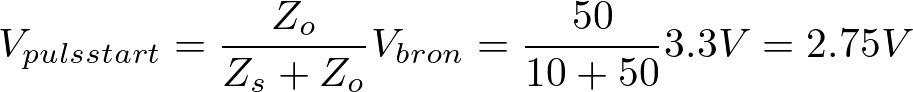 $V_{pulsstart} = \frac{Z_o}{Z_s + Z_o} V_{bron} = \frac{50}{10 + 50} 3.3V = 2.75V$